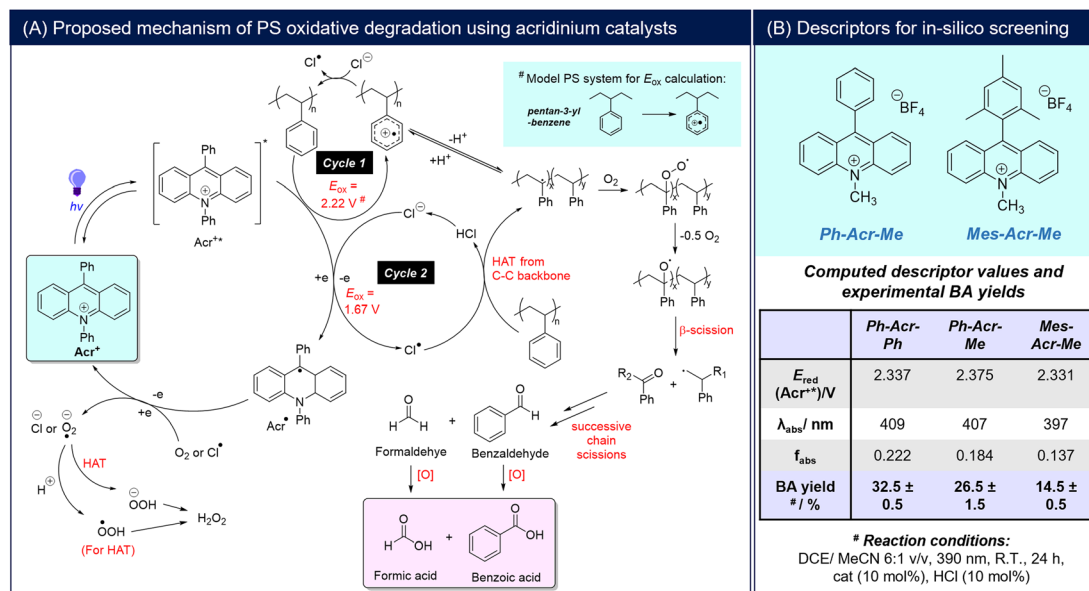 (A) Proposed mechanism of PS oxidative degradation using acridinium catalysts
Cl•
Cl⊖
n
n
# Model PS system for Eox calculation:
pentan-3-yl
-benzene
⊕•
⊕•
Cycle 1
Eox =
2.22 V #
-H+
+H+
Ph
*
N
⊕
Ph
Acr+*
hv
x
y
Ph
O2
O-O•
x
y
Ph
-0.5 O2
Cl⊖
HCl
+e
-e
Cycle 2
Eox =
1.67 V
HAT from
C-C backbone
n
O•
x
y
Ph
Ph
N
⊕
Ph
Acr+
Cl•
β-scission
Ph
•
N
Ph
Acr•
-e
+e
O2 or Cl•
⊖ ⊖
Cl or O2
•
HAT
H⊕
⊖
OOH
•
OOH
(For HAT)
H2O2
R2
O
Ph
+
•
R1
Ph
successive
chain
scissions
O
H H
+
O
H
Formaldehye
Benzaldehyde
[O]
[O]
O
H OH
+
O
OH
Formic acid
Benzoic acid
(B) Descriptors for in-silico screening
⊖
BF4
N
⊕
CH3
Ph-Acr-Me
⊖
BF4
N
⊕
CH3
Mes-Acr-Me
Computed descriptor values and
experimental BA yields
Ph-Acr-Ph Ph-Acr-Me Mes-Acr-Me
Ered (Acr+*)/V 2.337 2.375 2.331
λabs/ nm 409 407 397
fabs 0.222 0.184 0.137
BA yield # / % 32.5 ± 0.5 26.5 ± 1.5 14.5 ± 0.5
# Reaction conditions:
DCE/ MeCN 6:1 v/v, 390 nm, R.T., 24 h,
cat (10 mol%), HCl (10 mol%)